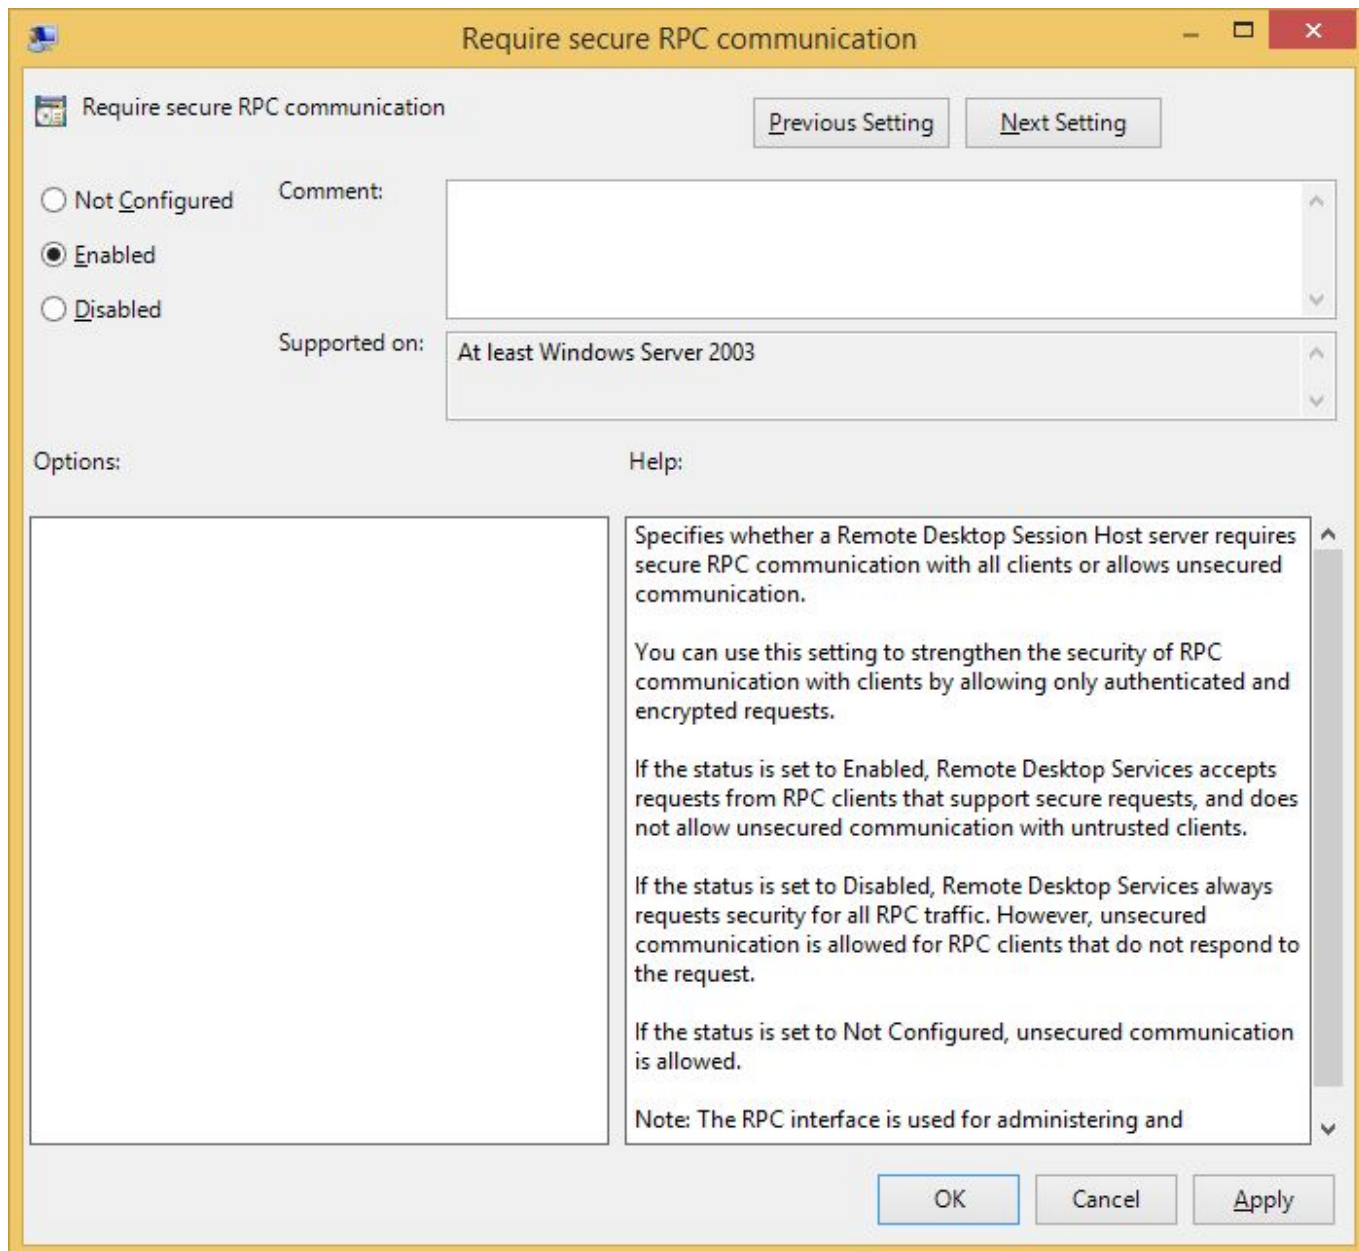 Require secure RPC communication
Require secure RPC communication
Previous Setting
Next Setting
Not Configured
Comment:
Enabled
Disabled
Supported on:
At least Windows Server 2003
Options:
Help:
Specifies whether a Remote Desktop Session Host server requires
secure RPC communication with all clients or allows unsecured
communication.
You can use this setting to strengthen the security of RPC
communication with clients by allowing only authenticated and
encrypted requests.
If the status is set to Enabled, Remote Desktop Services accepts
requests from RPC clients that support secure requests, and does
not allow unsecured communication with untrusted clients.
If the status is set to Disabled, Remote Desktop Services always
requests security for all RPC traffic. However, unsecured
communication is allowed for RPC clients that do not respond to
the request.
If the status is set to Not Configured, unsecured communication
is allowed.
Note: The RPC interface is used for administering and
OK
Cancel
Apply